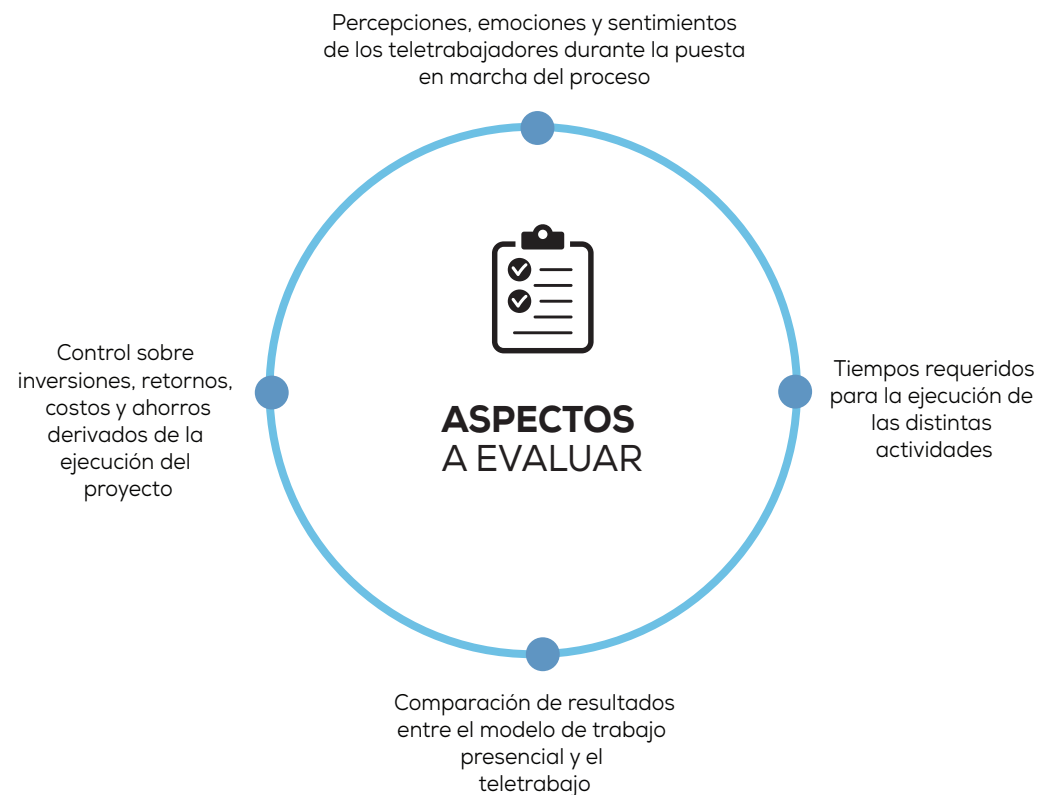 Percepciones, emociones y sentimientos
de los teletrabajadores durante la puesta
en marcha del proceso
Control sobre
inversiones, retornos,
costos y ahorros
derivados de la
ejecución del
proyecto
ASPECTOS
A EVALUAR
Tiempos requeridos
para la ejecución de
las distintas
actividades
Comparación de resultados
entre el modelo de trabajo
presencial y el
teletrabajo